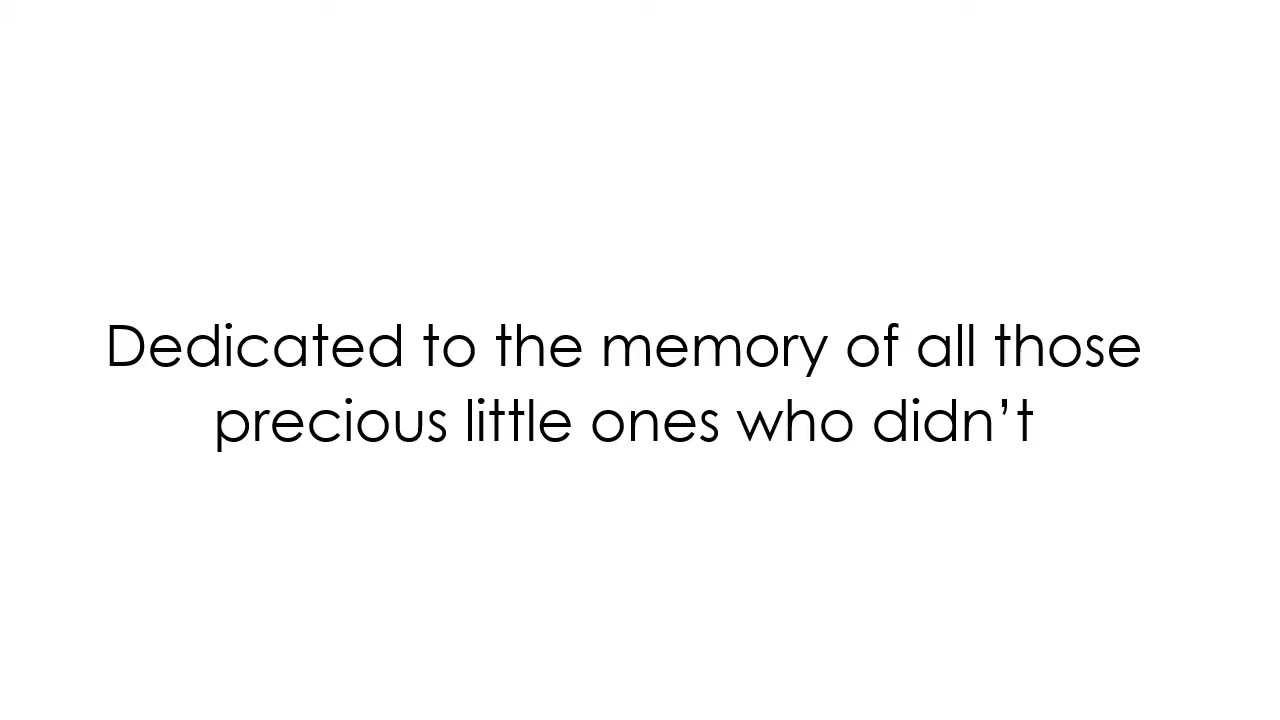 Dedicated to the memory of all those
precious little ones who didn’t